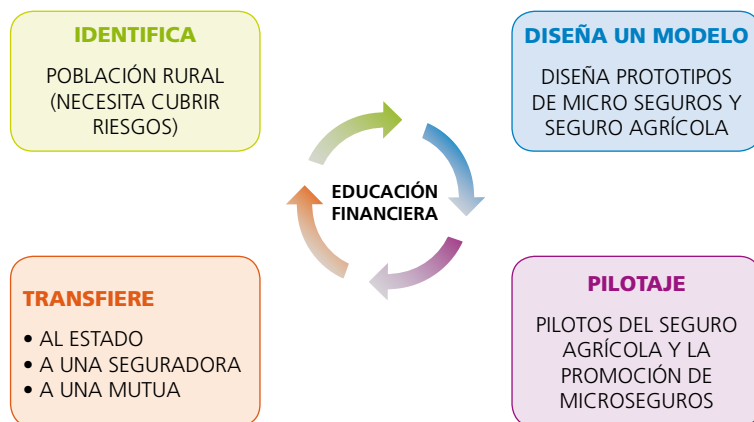 IDENTIFICA
POBLACIÓN RURAL
(NECESITA CUBRIR
RIESGOS)
DISEÑA UN MODELO
DISEÑA PROTOTIPOS
DE MICRO SEGUROS Y
SEGURO AGRÍCOLA
EDUCACIÓN
FINANCIERA
TRANSFIERE
• AL ESTADO
• A UNA SEGURADORA
• A UNA MUTUA
PILOTAJE
PILOTOS DEL SEGURO
AGRÍCOLA Y LA
PROMOCIÓN DE
MICROSEGUROS